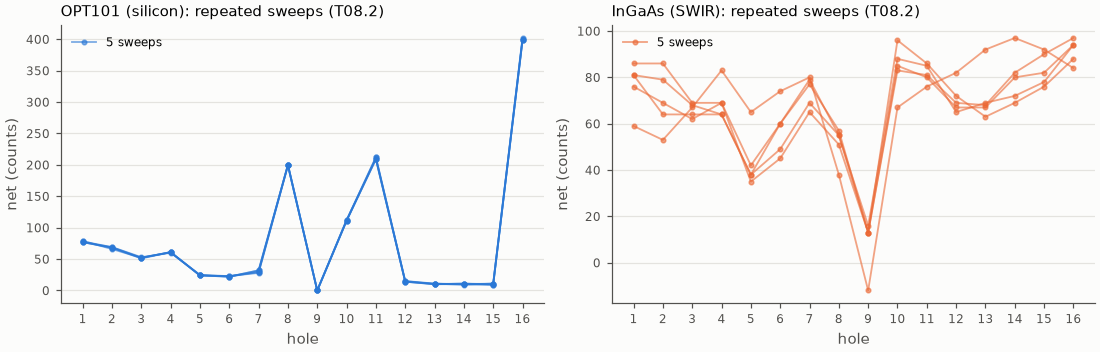 OPT101 (silicon): repeated sweeps (T08.2)
5 sweeps
net (counts)
400
350
300
250
200
150
100
50
0
1 2 3 4 5 6 7 8 9 10 11 12 13 14 15 16
hole
InGaAs (SWIR): repeated sweeps (T08.2)
5 sweeps
net (counts)
100
80
60
40
20
0
1 2 3 4 5 6 7 8 9 10 11 12 13 14 15 16
hole